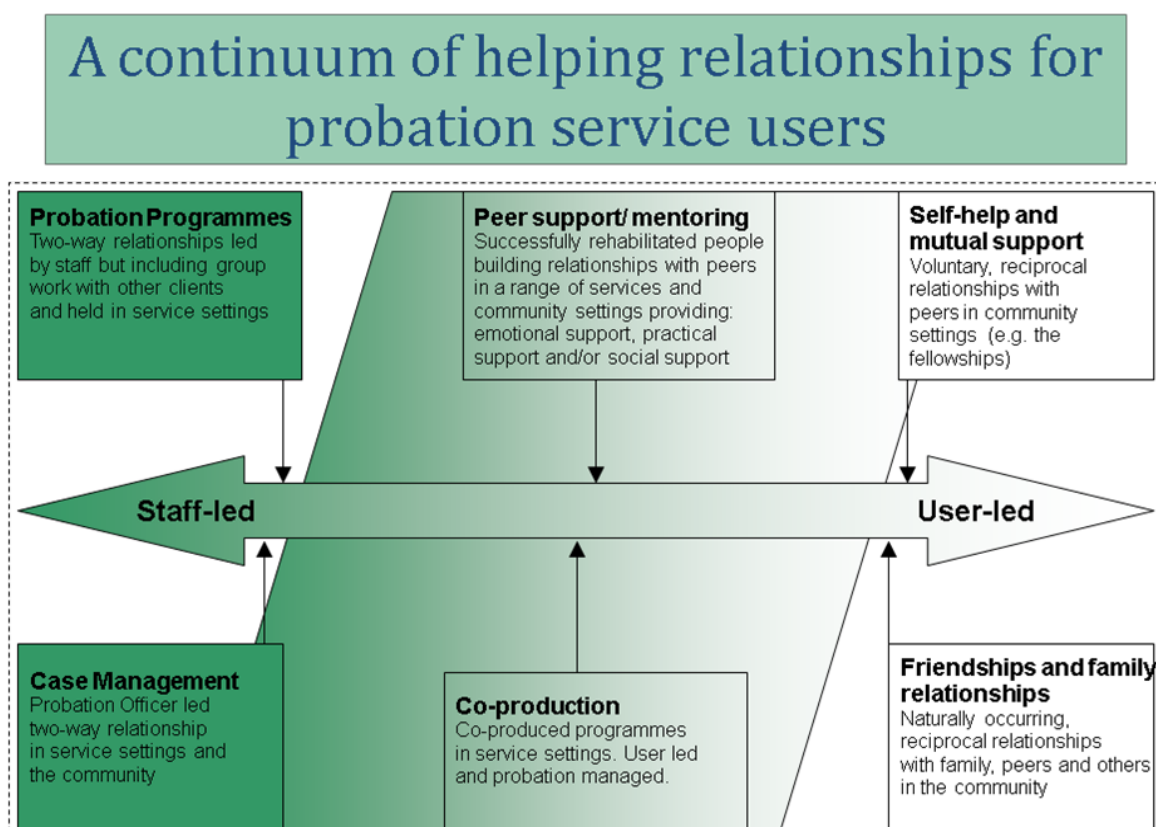 A continuum of helping relationships for
probation service users
Probation Programmes
Two-way relationships led
by staff but including group
work with other clients
and held in service settings
Peer support/ mentoring
Successfully rehabilitated people
building relationships with peers
in a range of services and
community settings providing:
emotional support, practical
support and/or social support
Self-help and
mutual support
Voluntary, reciprocal
relationships with
peers in community
settings (e.g. the
fellowships)
Staff-led
User-led
Case Management
Probation Officer led
two-way relationship
in service settings and
the community
Co-production
Co-produced programmes
in service settings. User led
and probation managed.
Friendships and family
relationships
Naturally occurring,
reciprocal relationships
with family, peers and others
in the community